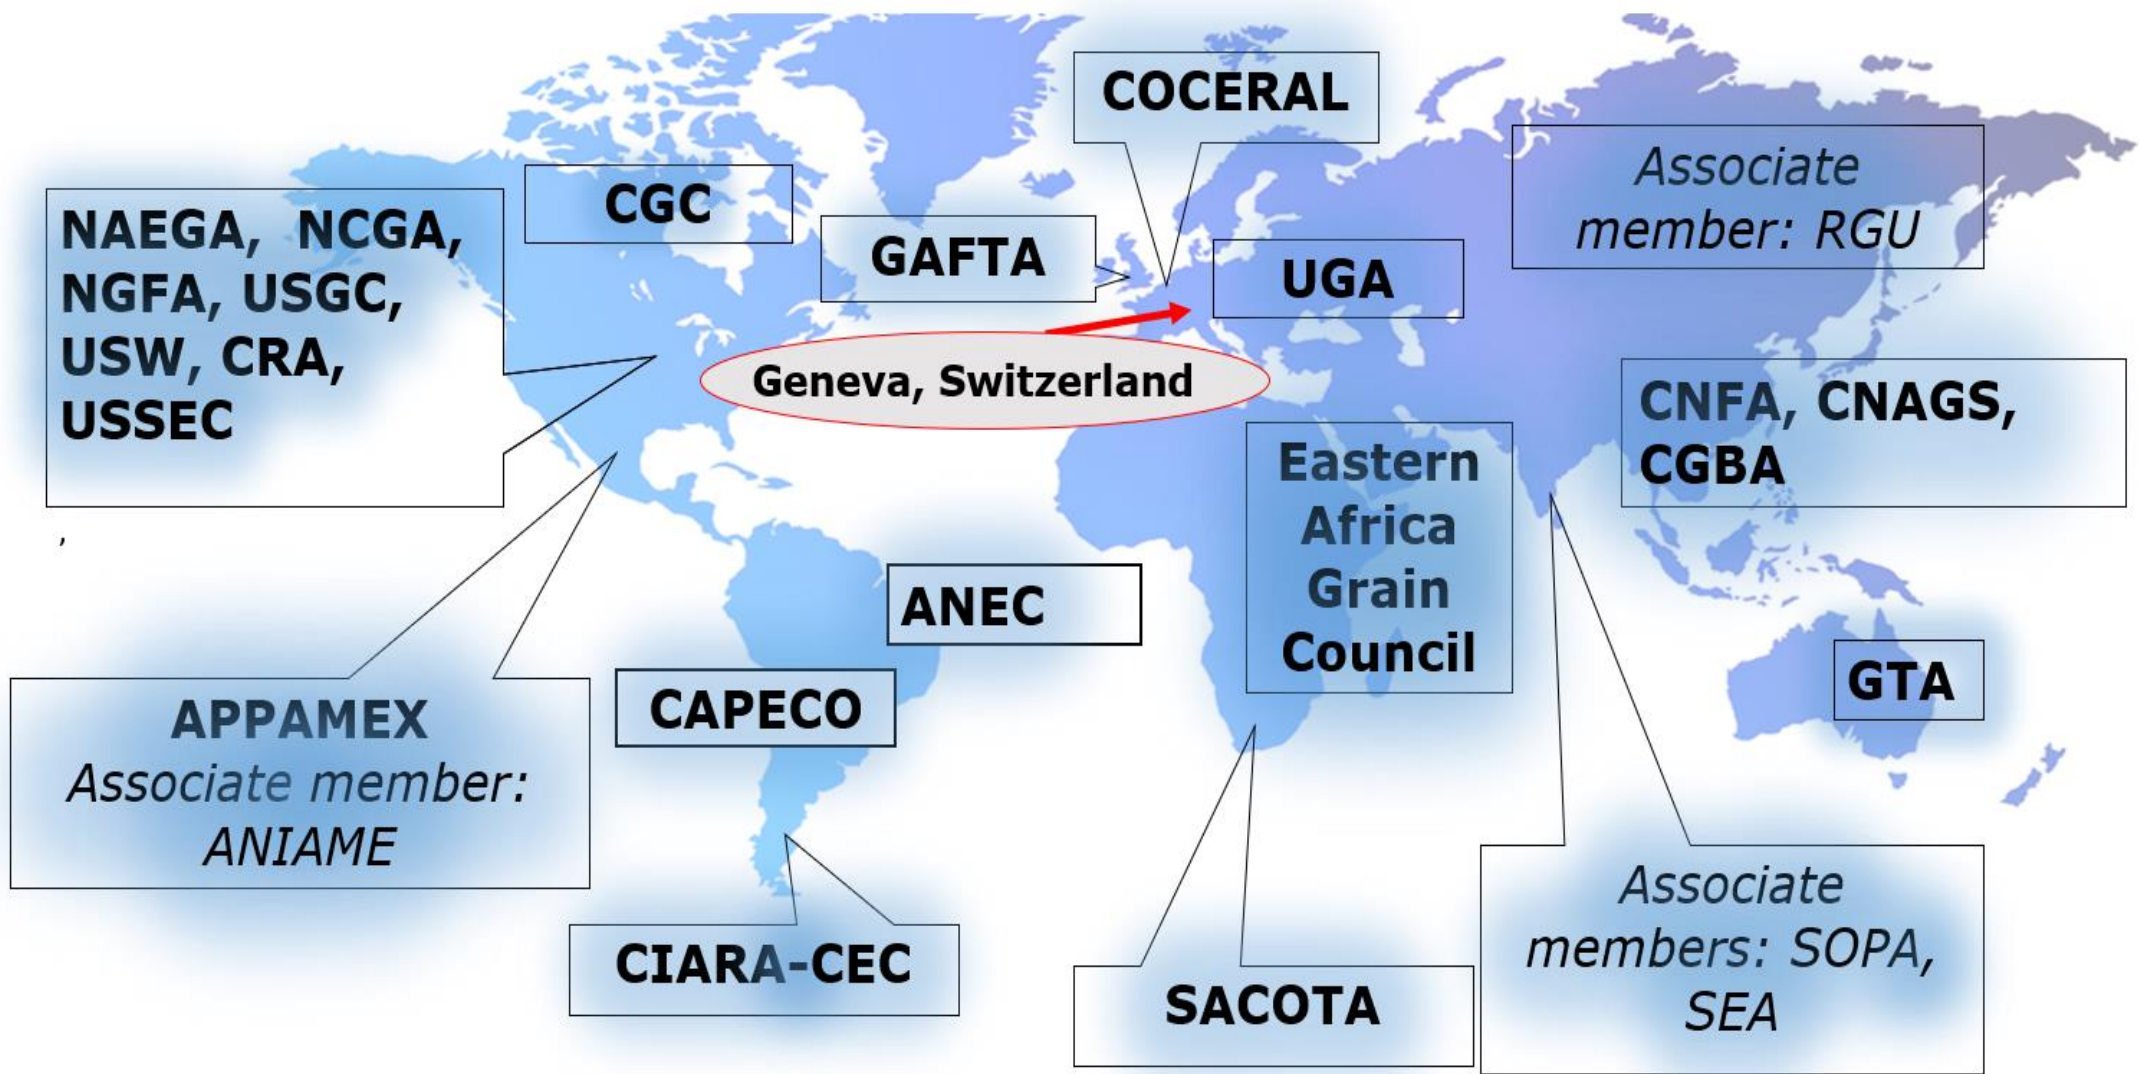 COCERAL
Associate
member: RGU
CGC
NAEGA,  NCGA,
NGFA, USGC,
USW, CRA,
USSEC
GAFTA
UGA
Geneva, Switzerland
CNFA, CNAGS,
CGBA
Eastern
Africa
Grain
Council
,
ANEC
GTA
CAPECO
APPAMEX
Associate member:
ANIAME
Associate
members: SOPA,
SEA
CIARA-CEC
SACOTA